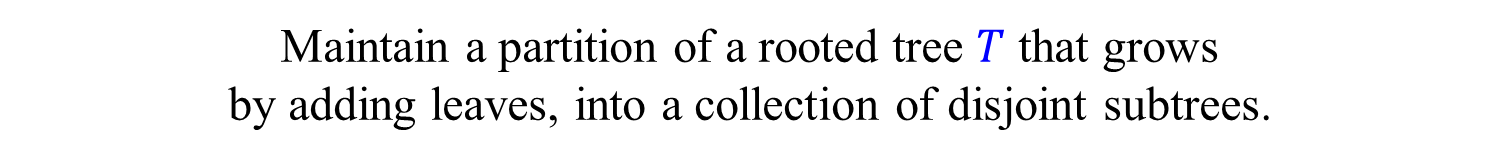 Maintain a partition of a rooted tree T that grows
by adding leaves, into a collection of disjoint subtrees.